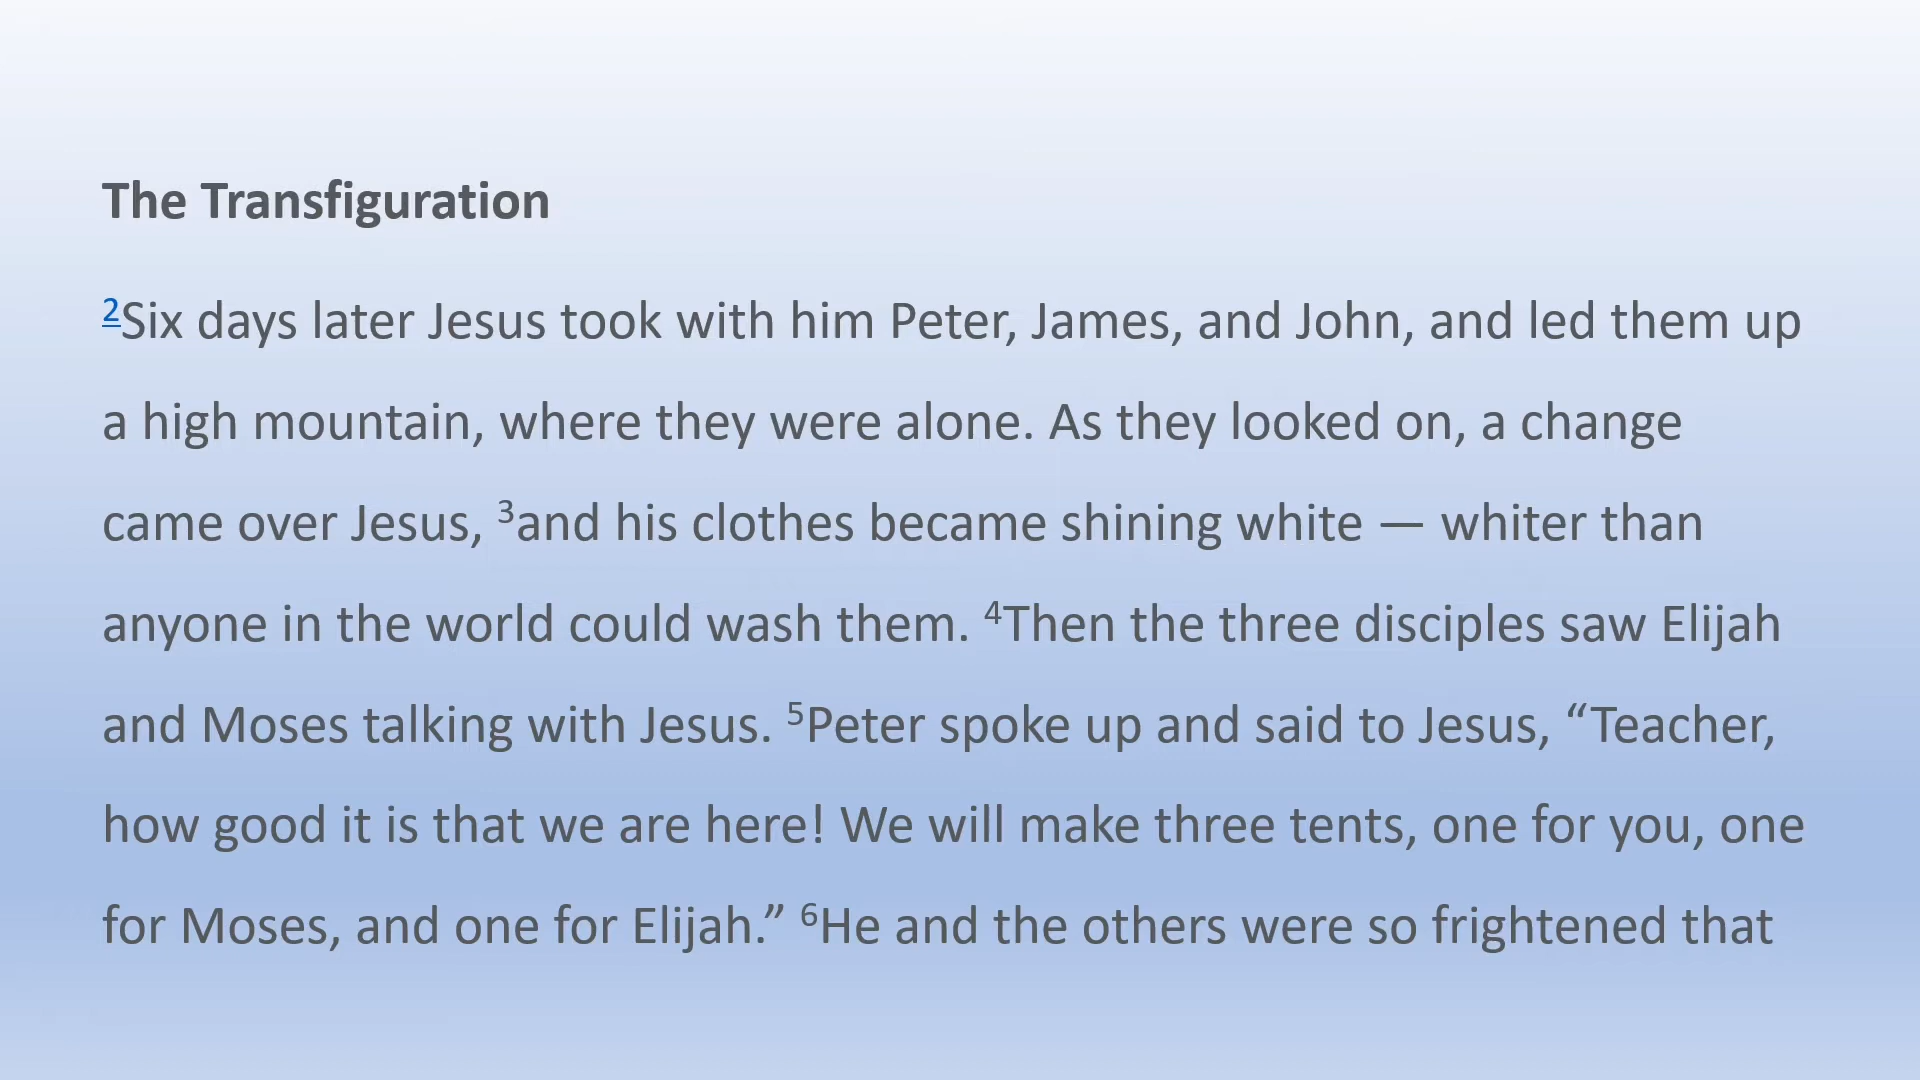 The Transfiguration
2Six days later Jesus took with him Peter, James, and John, and led them up
a high mountain, where they were alone. As they looked on, a change
came over Jesus, 3and his clothes became shining white — whiter than
anyone in the world could wash them. 4Then the three disciples saw Elijah
and Moses talking with Jesus. 5Peter spoke up and said to Jesus, “Teacher,
how good it is that we are here! We will make three tents, one for you, one
for Moses, and one for Elijah.” 6He and the others were so frightened that